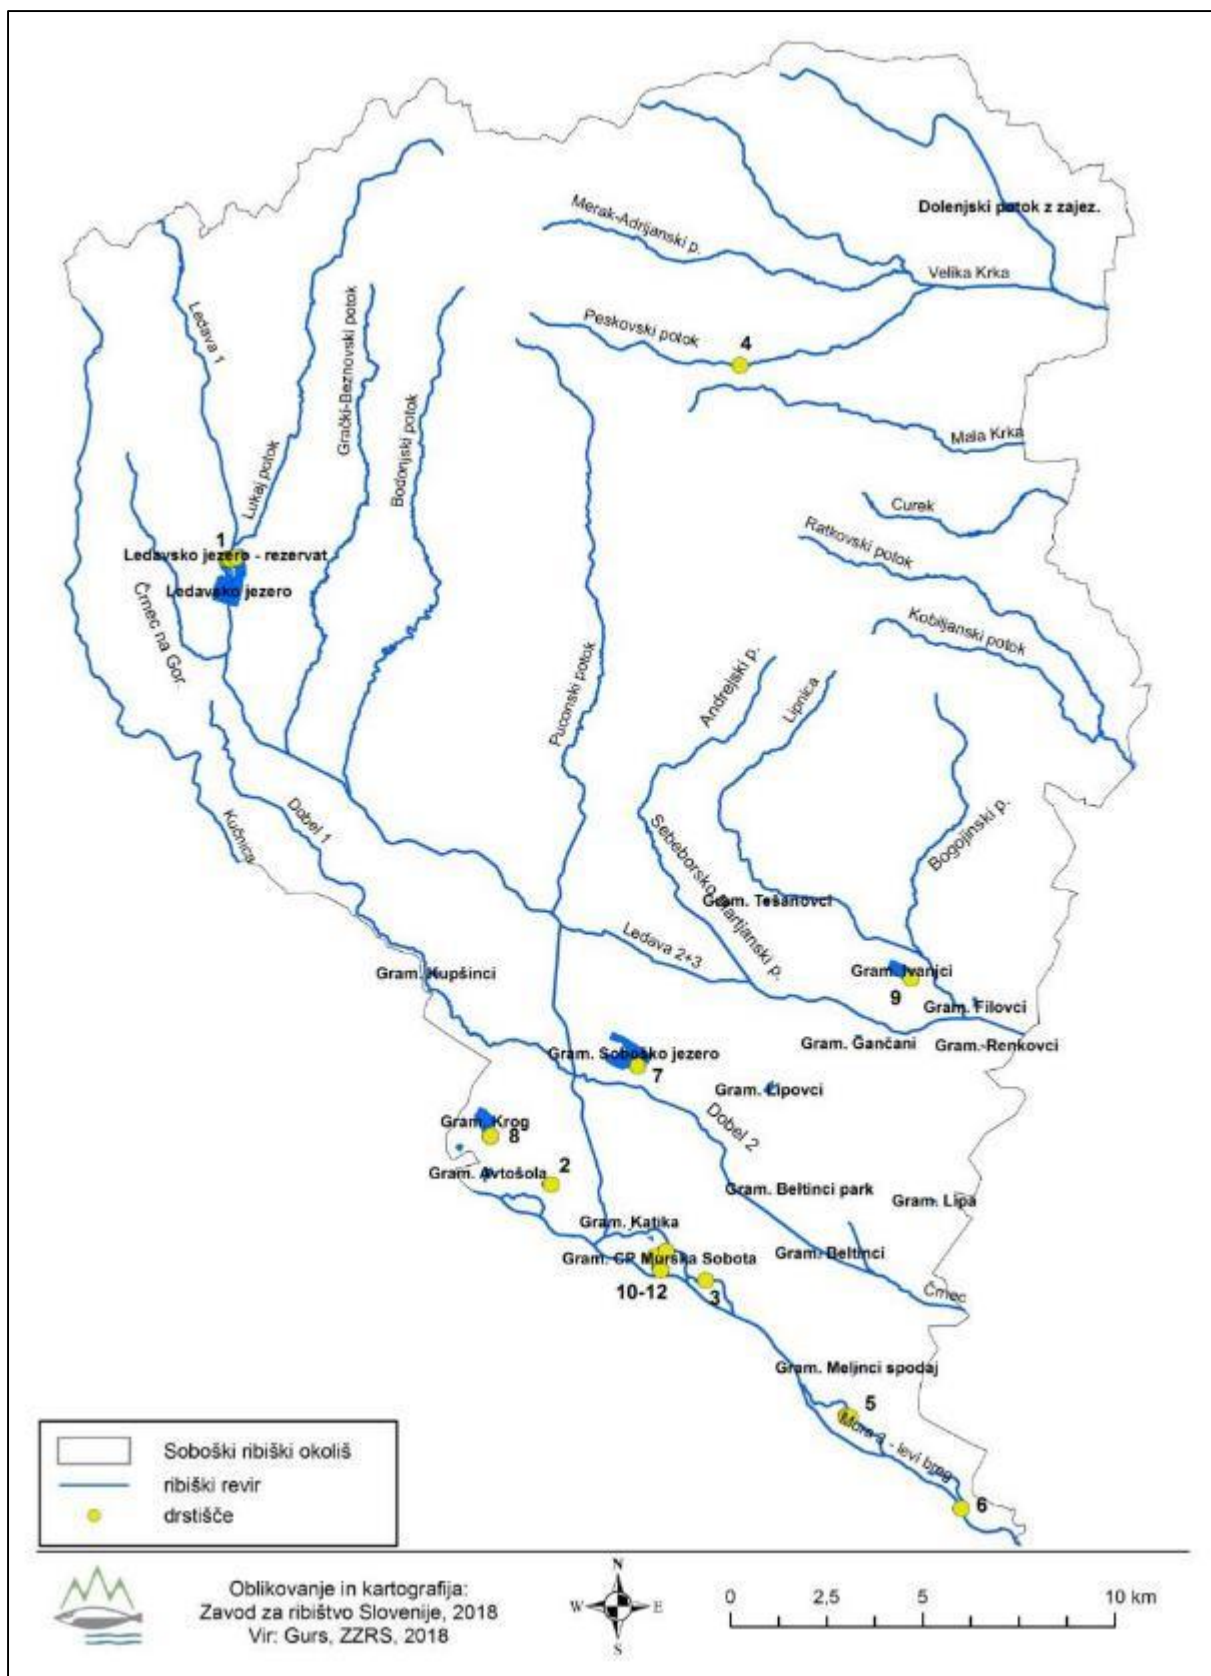 Dolenjski potok z zajez.
Merak-Adrijanski p.
Velika Krka
Ledava 1
Peskovski potok
4
Grački-Beznovski potok
Bodonjski potok
Lukaj potok
Mala Krka
Curek
Ratkovski potok
1
Ledavsko jezero - rezervat
Ledavsko jezero
Črnec na Gor.
Kobiljanski potok
Puconski potok
Andrejski p.
Lipnica
Kučnica
Dobel 1
Sebeborsko Martjanski p.
Bogojinski p.
Gram. Tešanovci
Ledava 2+3
Gram. Kupšinci
Gram. Ivanjci
9
Gram. Filovci
Gram. Gančani
Gram.-Renkovci
Gram. Soboško jezero
7
Gram. Lipovci
Dobel 2
Gram. Krog
8
Gram. Avtošola
2
Gram. Beltinci park
Gram. Lipa
Gram. Katika
Gram. CP Murska Sobota
Gram. Beltinci
10-12
3
Črnec
Gram. Melinci spodaj
5
Mura 3 - levi breg
6
Soboški ribiški okoliš
ribiški revir
drstišče
Oblikovanje in kartografija:
Zavod za ribištvo Slovenije, 2018
Vir: Gurs, ZZRS, 2018
N
W E
S
0 2,5 5 10 km